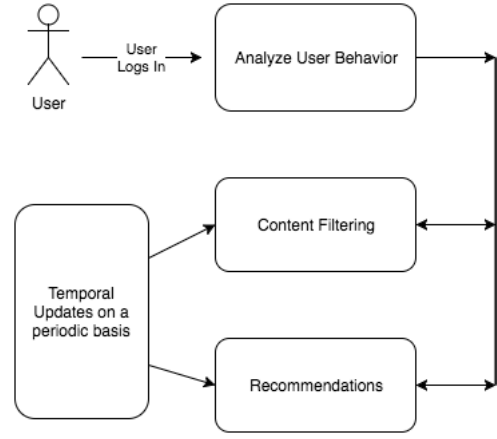 User
Logs In
Analyze User Behavior
User
Content Filtering
Temporal
Updates on a
periodic basis
Recommendations